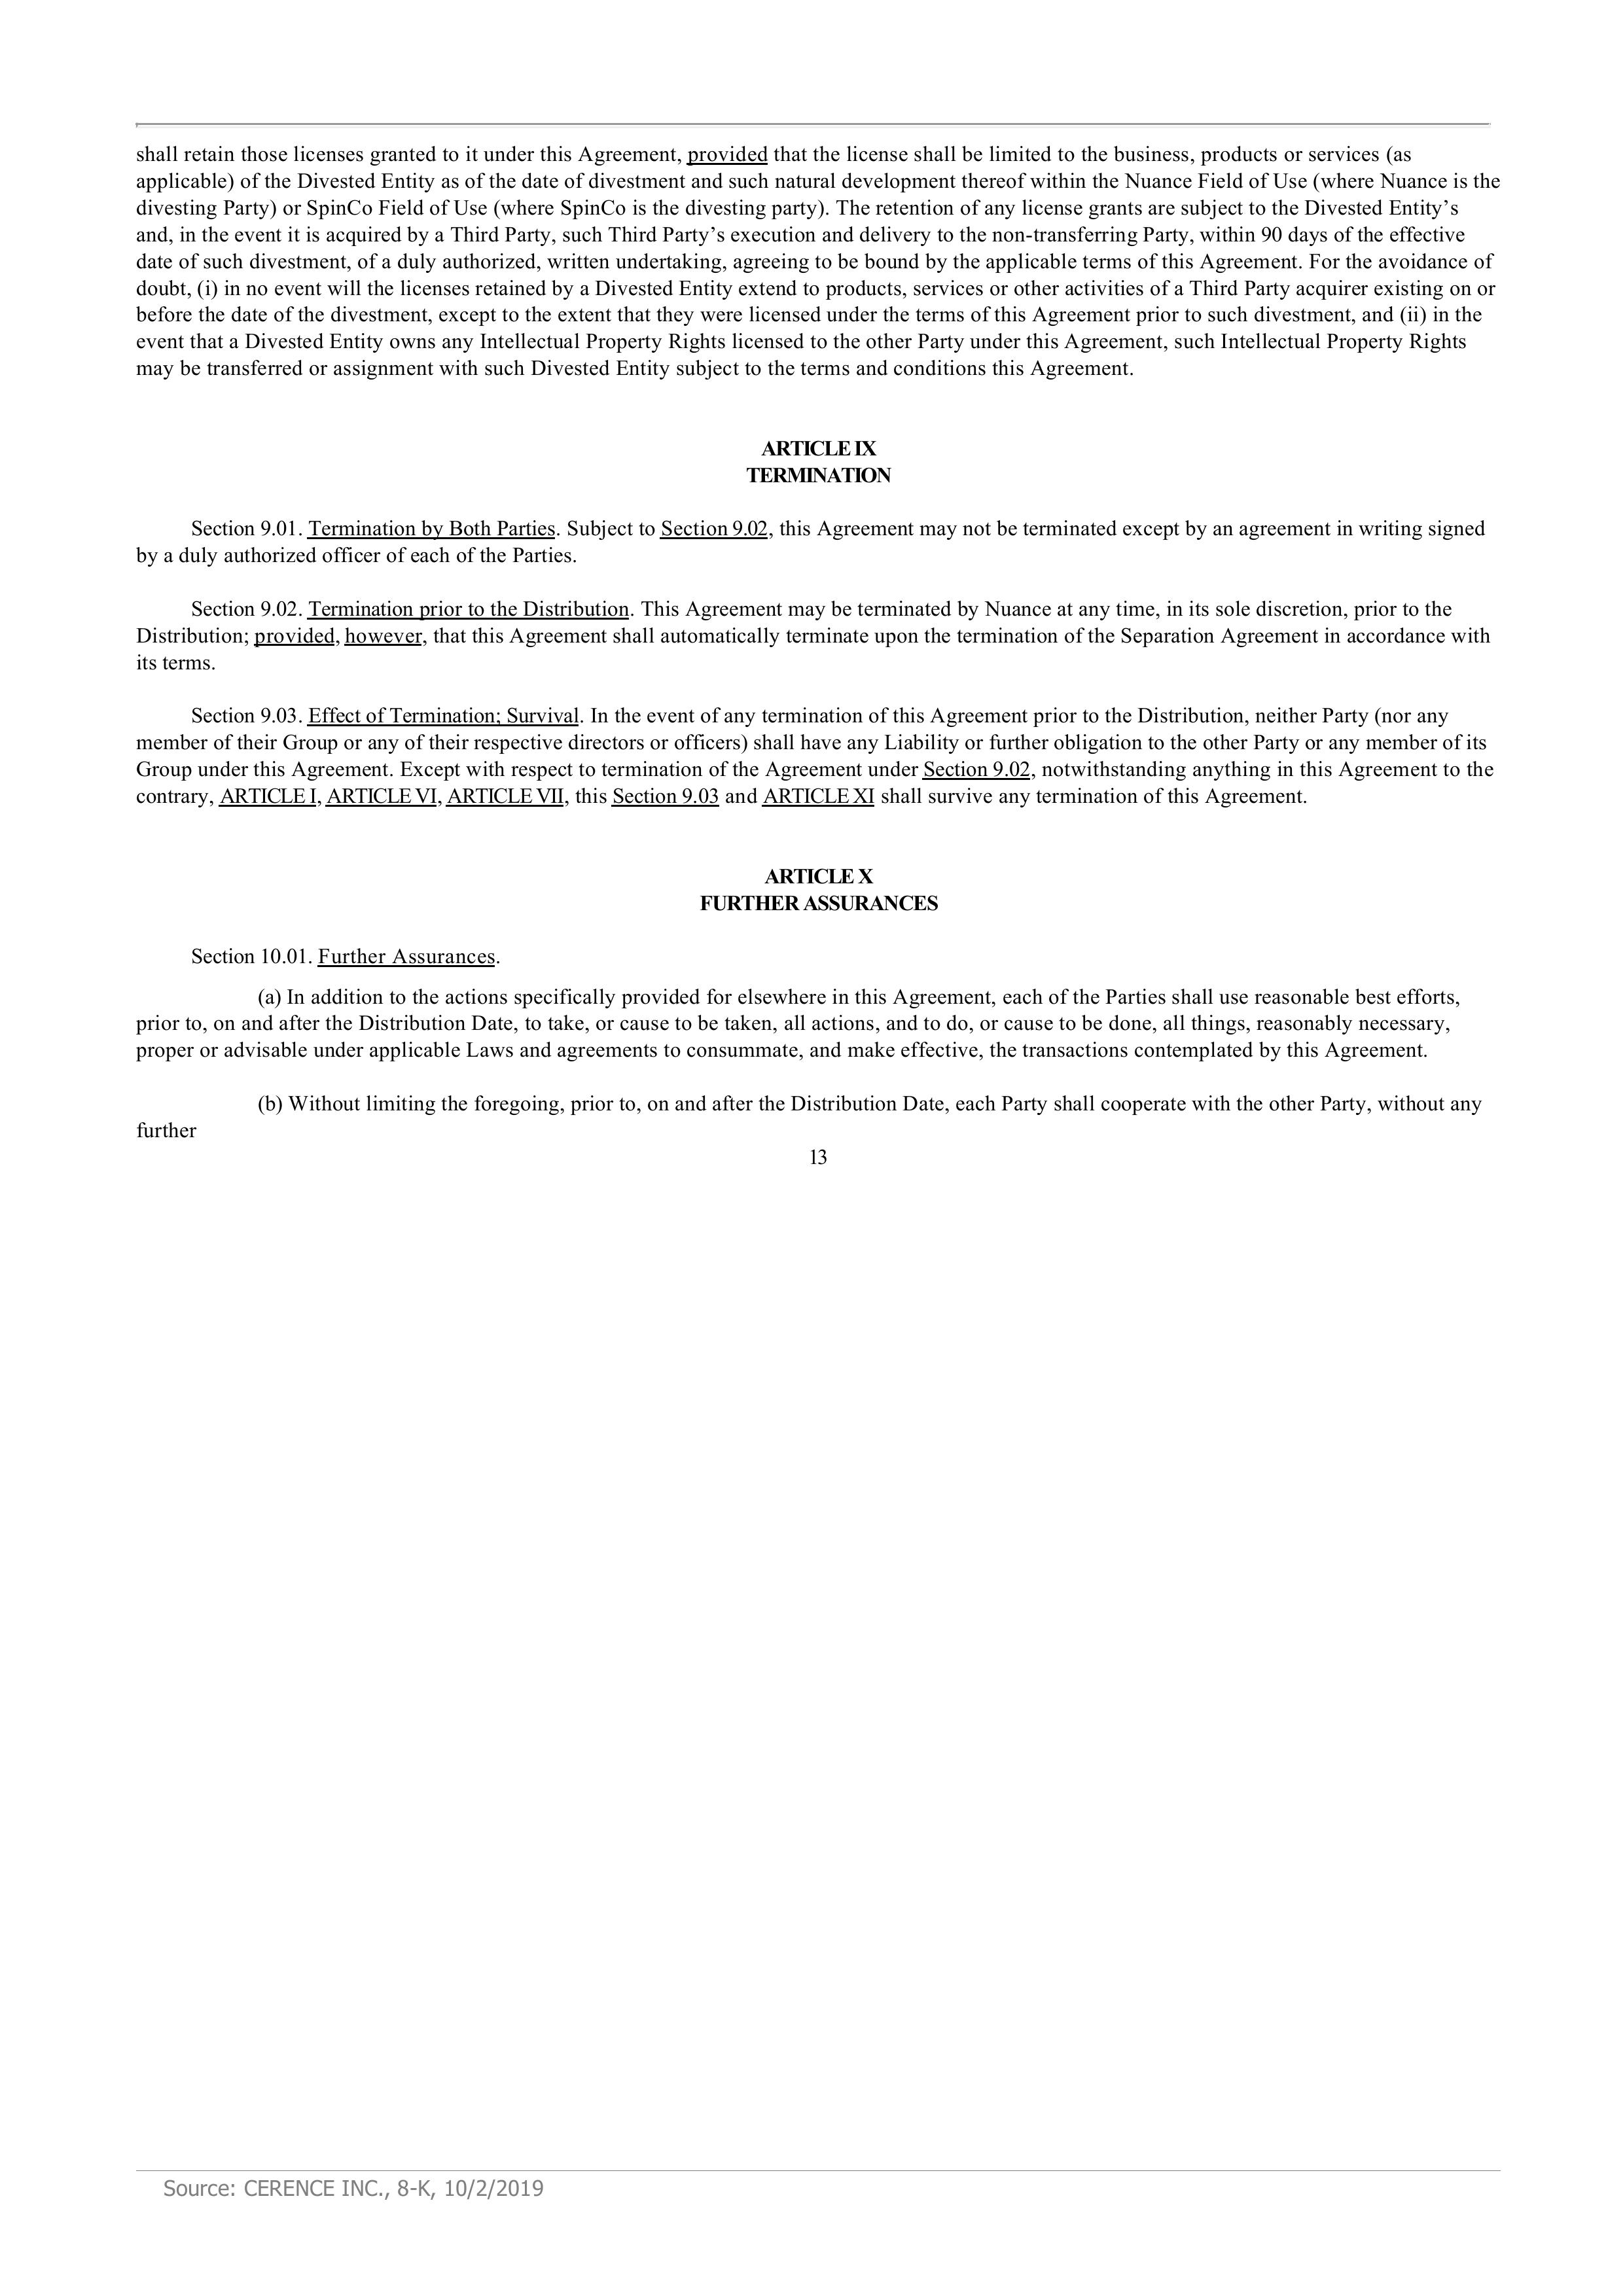 shall retain those licenses granted to it under this Agreement, provided that the license shall be limited to the business, products or services (as
applicable) of the Divested Entity as of the date of divestment and such natural development thereof within the Nuance Field of Use (where Nuance is the
divesting Party) or SpinCo Field of Use (where SpinCo is the divesting party). The retention of any license grants are subject to the Divested Entity’s
and, in the event it is acquired by a Third Party, such Third Party’s execution and delivery to the non-transferring Party, within 90 days of the effective
date of such divestment, of a duly authorized, written undertaking, agreeing to be bound by the applicable terms of this Agreement. For the avoidance of
doubt, (i) in no event will the licenses retained by a Divested Entity extend to products, services or other activities of a Third Party acquirer existing on or
before the date of the divestment, except to the extent that they were licensed under the terms of this Agreement prior to such divestment, and (ii) in the
event that a Divested Entity owns any Intellectual Property Rights licensed to the other Party under this Agreement, such Intellectual Property Rights
may be transferred or assignment with such Divested Entity subject to the terms and conditions this Agreement.
ARTICLE IX
TERMINATION
Section 9.01. Termination by Both Parties. Subject to Section 9.02, this Agreement may not be terminated except by an agreement in writing signed
by a duly authorized officer of each of the Parties.
Section 9.02. Termination prior to the Distribution. This Agreement may be terminated by Nuance at any time, in its sole discretion, prior to the
Distribution; provided, however, that this Agreement shall automatically terminate upon the termination of the Separation Agreement in accordance with
its terms.
Section 9.03. Effect of Termination; Survival. In the event of any termination of this Agreement prior to the Distribution, neither Party (nor any
member of their Group or any of their respective directors or officers) shall have any Liability or further obligation to the other Party or any member of its
Group under this Agreement. Except with respect to termination of the Agreement under Section 9.02, notwithstanding anything in this Agreement to the
contrary, ARTICLE I, ARTICLE VI, ARTICLE VII, this Section 9.03 and ARTICLE XI shall survive any termination of this Agreement.
ARTICLE X
FURTHER ASSURANCES
Section 10.01. Further Assurances.
(a) In addition to the actions specifically provided for elsewhere in this Agreement, each of the Parties shall use reasonable best efforts,
prior to, on and after the Distribution Date, to take, or cause to be taken, all actions, and to do, or cause to be done, all things, reasonably necessary,
proper or advisable under applicable Laws and agreements to consummate, and make effective, the transactions contemplated by this Agreement.
(b) Without limiting the foregoing, prior to, on and after the Distribution Date, each Party shall cooperate with the other Party, without any
further
13
Source: CERENCE INC., 8-K, 10/2/2019